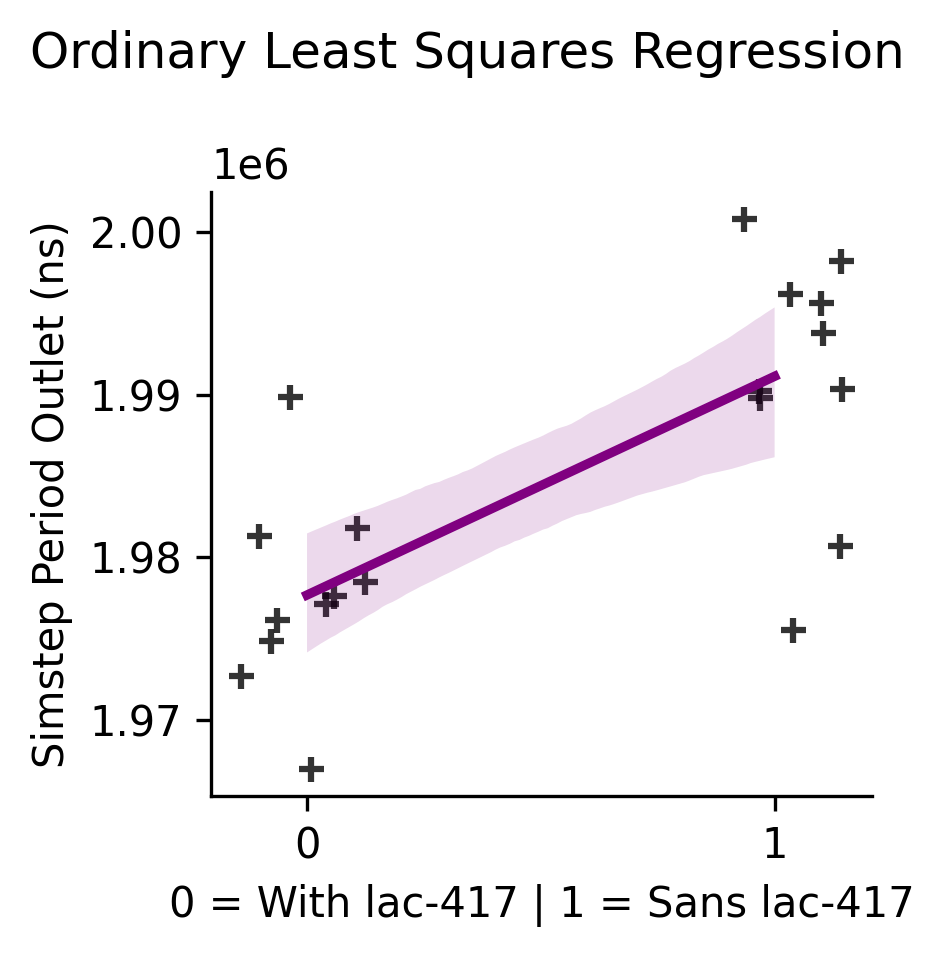 Ordinary Least Squares Regression
1e6
2.00
1.99
1.98
1.97
Simstep Period Outlet (ns)
0
1
0 = With lac-417 | 1 = Sans lac-417